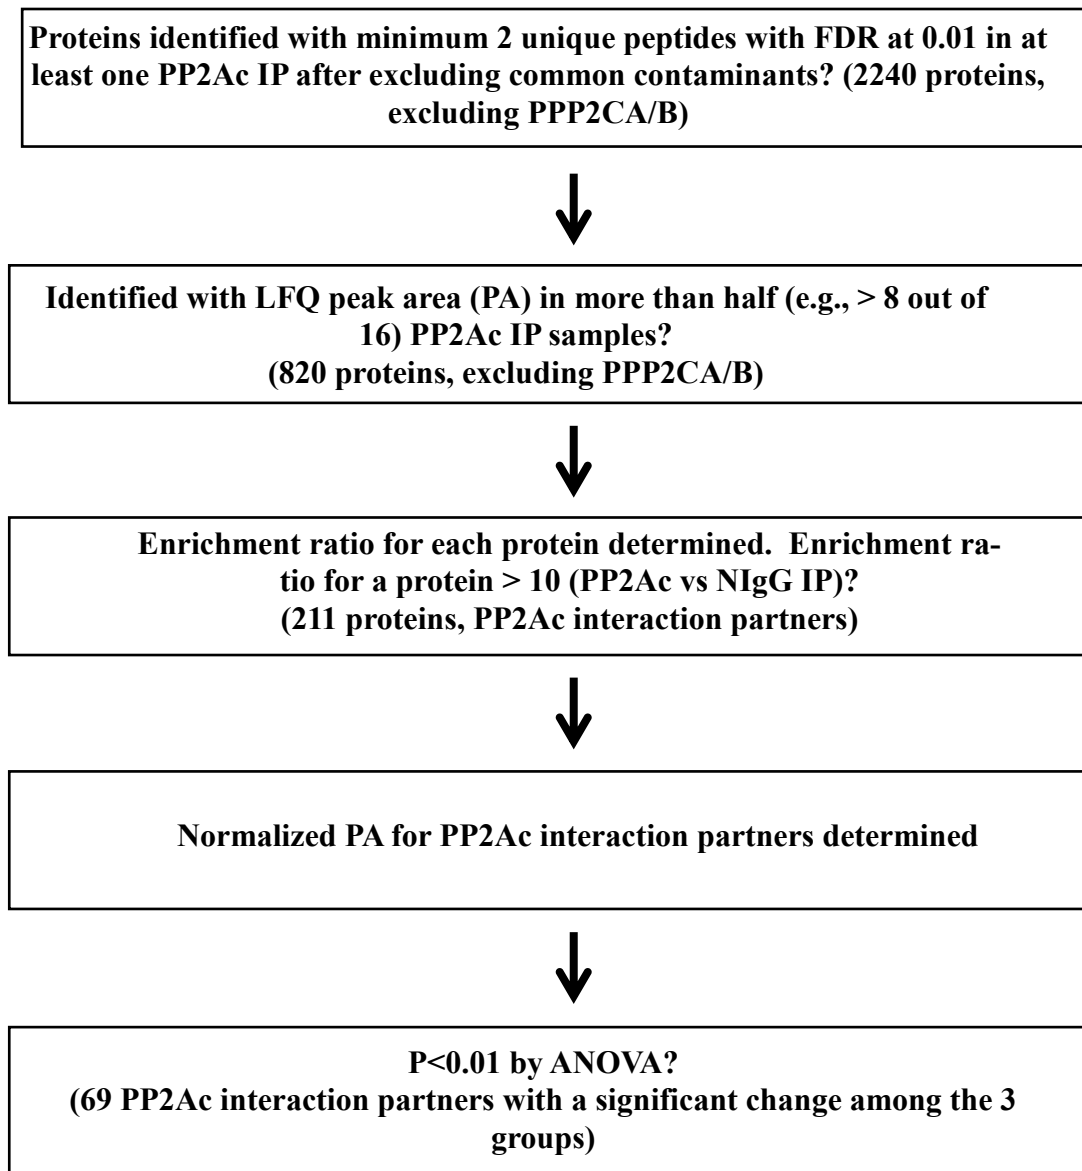 Proteins identified with minimum 2 unique peptides with FDR at 0.01 in at
least one PP2Ac IP after excluding common contaminants? (2240 proteins,
excluding PPP2CA/B)
Identified with LFQ peak area (PA) in more than half (e.g., > 8 out of
16) PP2Ac IP samples?
(820 proteins, excluding PPP2CA/B)
Enrichment ratio for each protein determined.  Enrichment ra-
tio for a protein > 10 (PP2Ac vs NIgG IP)?
(211 proteins, PP2Ac interaction partners)
Normalized PA for PP2Ac interaction partners determined
P<0.01 by ANOVA?
(69 PP2Ac interaction partners with a significant change among the 3
groups)